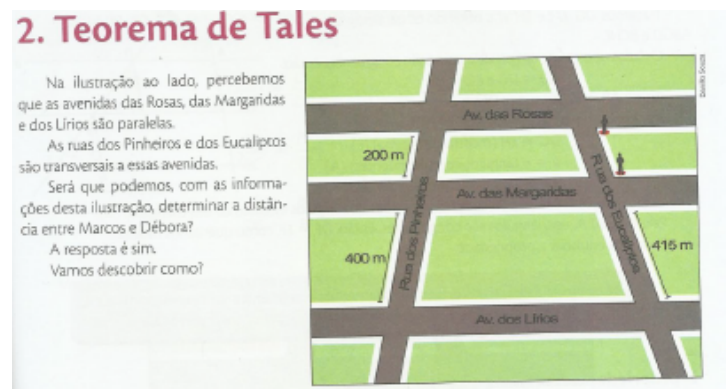 2. Teorema de Tales
Na ilustração ao lado, percebemos
que as avenidas das Rosas, das Margaridas
e dos Lírios são paralelas.
As ruas dos Pinheiros e dos Eucaliptos
são transversais a essas avenidas.
Será que podemos, com as informa-
ções desta ilustração, determinar a distân-
cia entre Marcos e Débora?
A resposta é sim.
Vamos descobrir como?
Av. das Rosas
200 m
Av. das Margaridas
Rua dos Pinheiros
Rua dos Eucaliptos
400 m
415 m
Av. dos Lírios